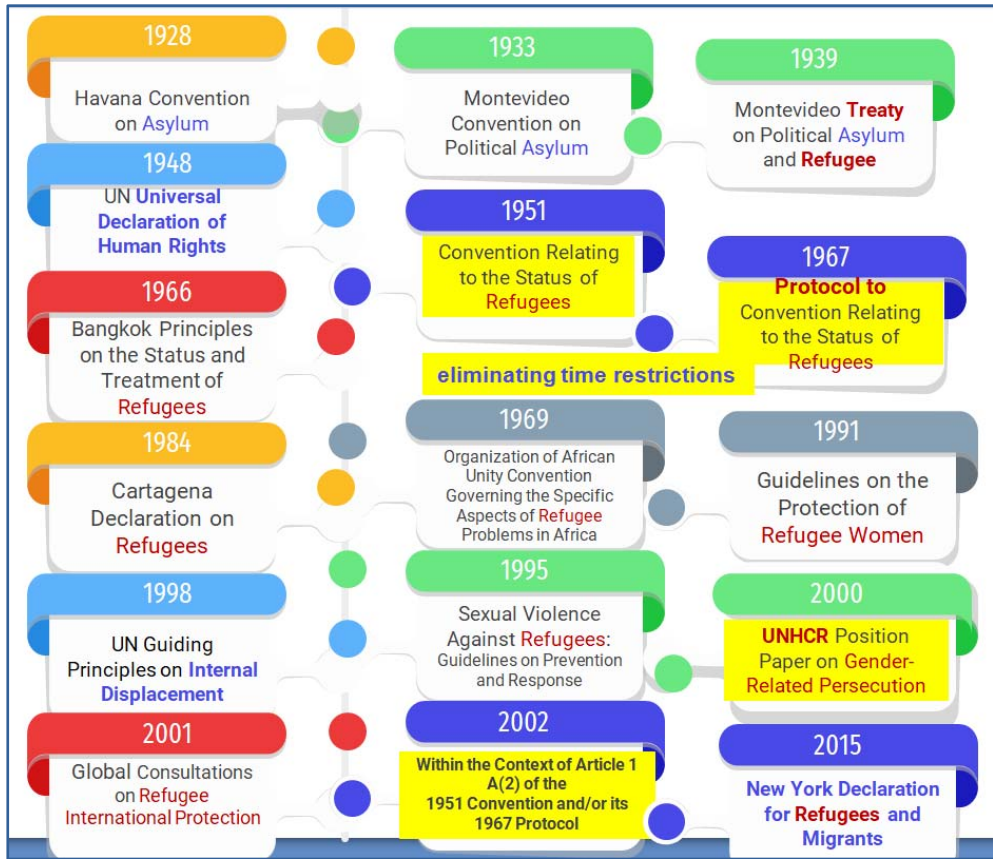 1928
Havana Convention
on Asylum
1933
Montevideo
Convention on
Political Asylum
1939
Montevideo Treaty
on Political Asylum
and Refugee
1948
UN Universal
Declaration of
Human Rights
1951
Convention Relating
to the Status of
Refugees
1967
Protocol to
Convention Relating
to the Status of
Refugees
eliminating time restrictions
1966
Bangkok Principles
on the Status and
Treatment of
Refugees
1969
Organization of African
Unity Convention
Governing the Specific
Aspects of Refugee
Problems in Africa
1984
Cartagena
Declaration on
Refugees
1991
Guidelines on the
Protection of
Refugee Women
1995
Sexual Violence
Against Refugees:
Guidelines on Prevention
and Response
1998
UN Guiding
Principles on Internal
Displacement
2000
UNHCR Position
Paper on Gender-
Related Persecution
2001
Global Consultations
on Refugee
International Protection
2002
Within the Context of Article 1
A(2) of the
1951 Convention and/or its
1967 Protocol
2015
New York Declaration
for Refugees and
Migrants